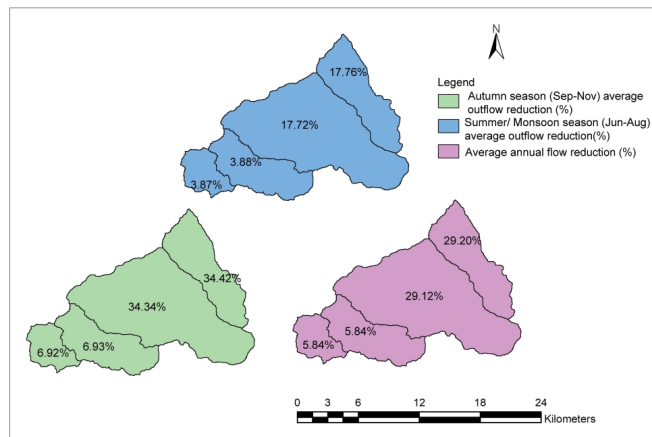 N
17.76%
17.72%
3.88%
3.87%
Legend
Autumn season (Sep-Nov) average
outflow reduction (%)
Summer/ Monsoon season (Jun-Aug)
average outflow reduction(%)
Average annual flow reduction (%)
34.42%
34.34%
6.93%
6.92%
29.20%
29.12%
5.84%
5.84%
0 3 6 12 18 24
Kilometers